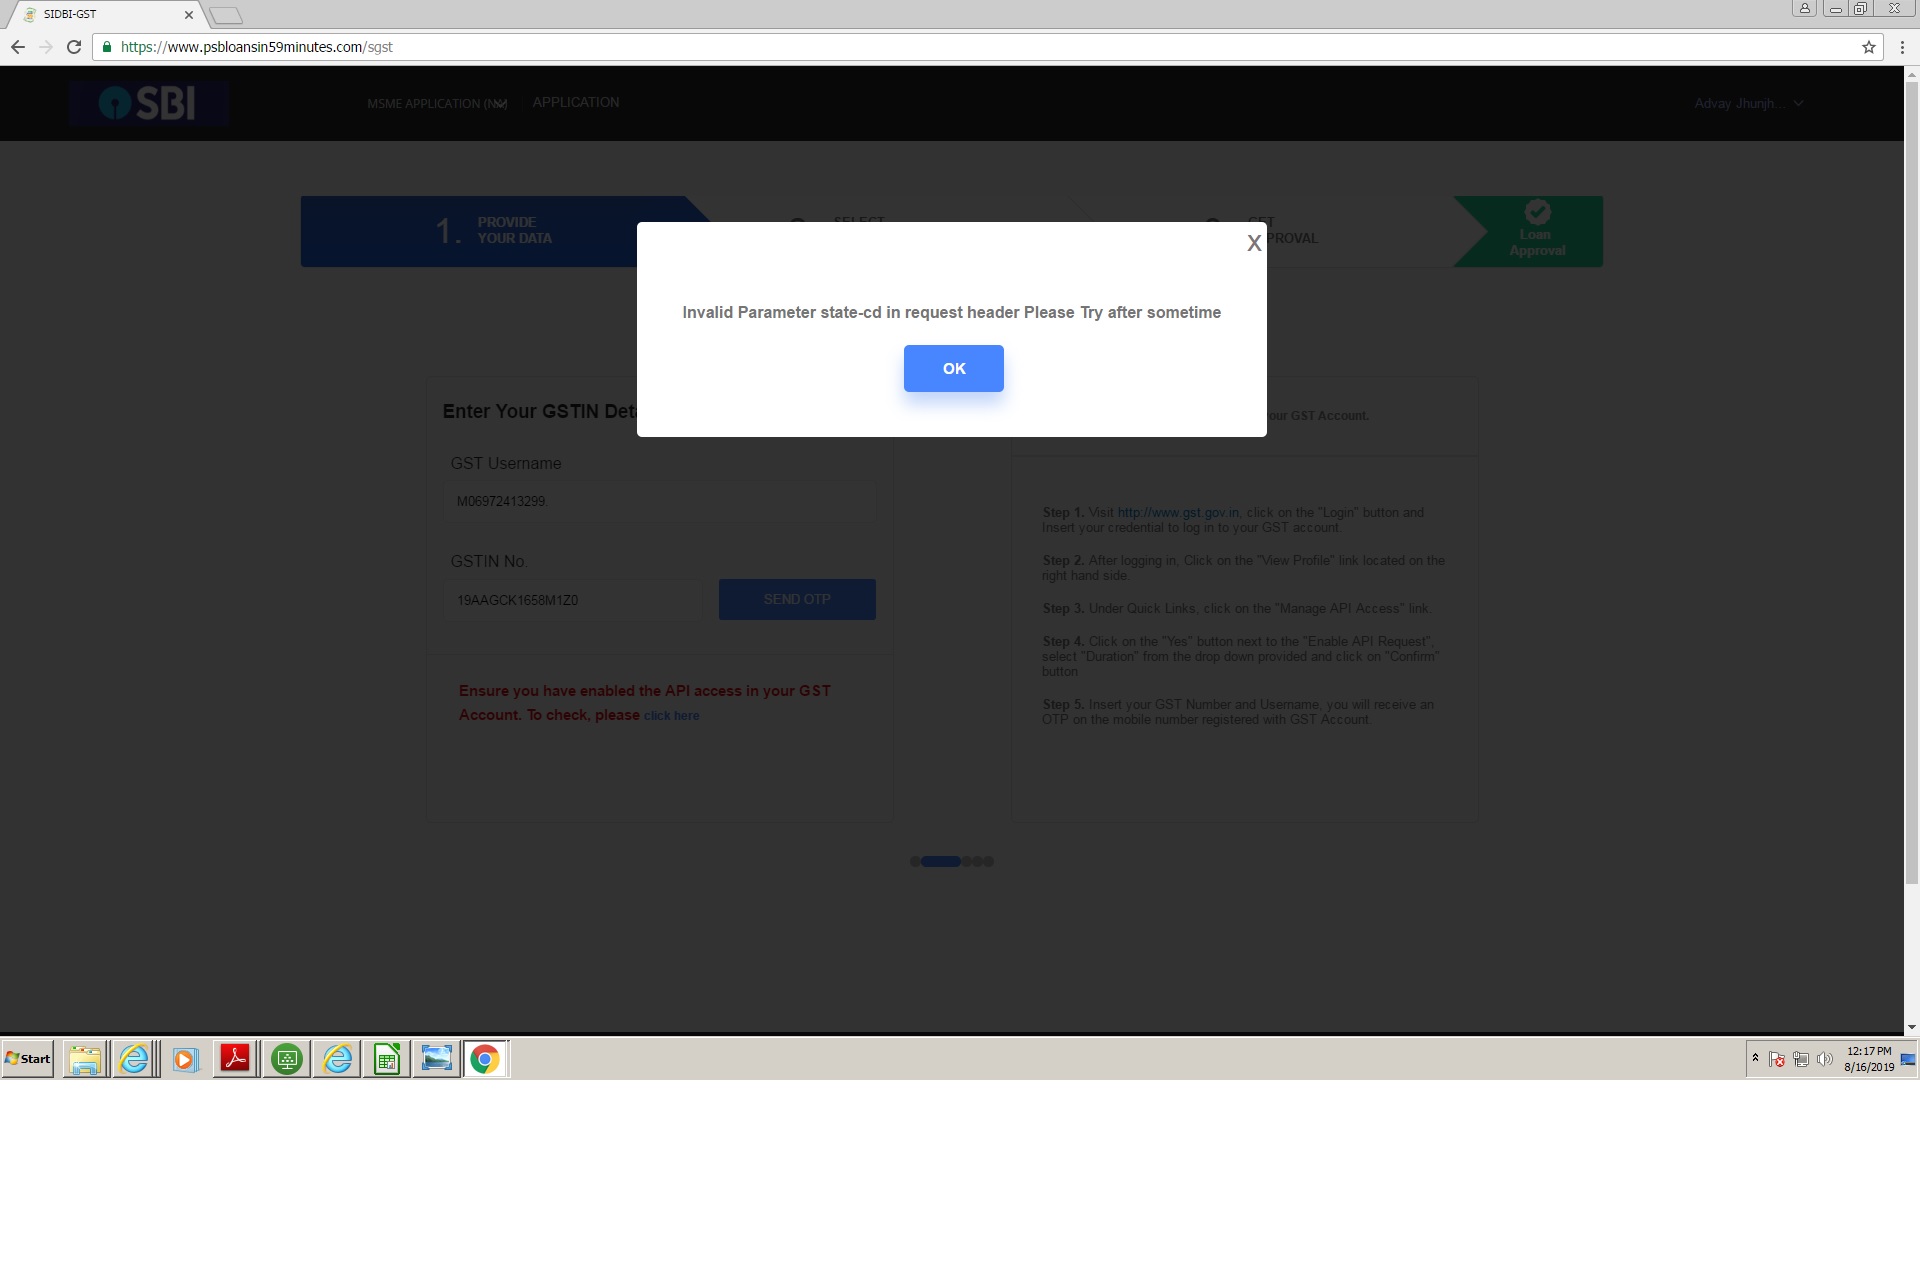 SIDBI-GST
https://www.psbloansin59minutes.com/sgst
SBI
MSME APPLICATION
APPLICATION
Advay Jhunjh...
1. PROVIDE
YOUR DATA
SELECT
GET
PROVAL
Loan
Approval
X
Invalid Parameter state-cd in request header Please Try after sometime
OK
Enter Your GSTIN Deta
GST Username
M06972413299.
GSTIN No.
19AAGCK1658M1Z0
SEND OTP
Ensure you have enabled the API access in your GST
Account. To check, please click here
our GST Account.
Step 1. Visit http://www.gst.gov.in, click on the "Login" button and
Insert your credential to log in to your GST account.
Step 2. After logging in, Click on the "View Profile" link located on the
right hand side.
Step 3. Under Quick Links, click on the "Manage API Access" link.
Step 4. Click on the "Yes" button next to the "Enable API Request",
select "Duration" from the drop down provided and click on "Confirm"
button
Step 5. Insert your GST Number and Username, you will receive an
OTP on the mobile number registered with GST Account.
Start
12:17 PM
8/16/2019